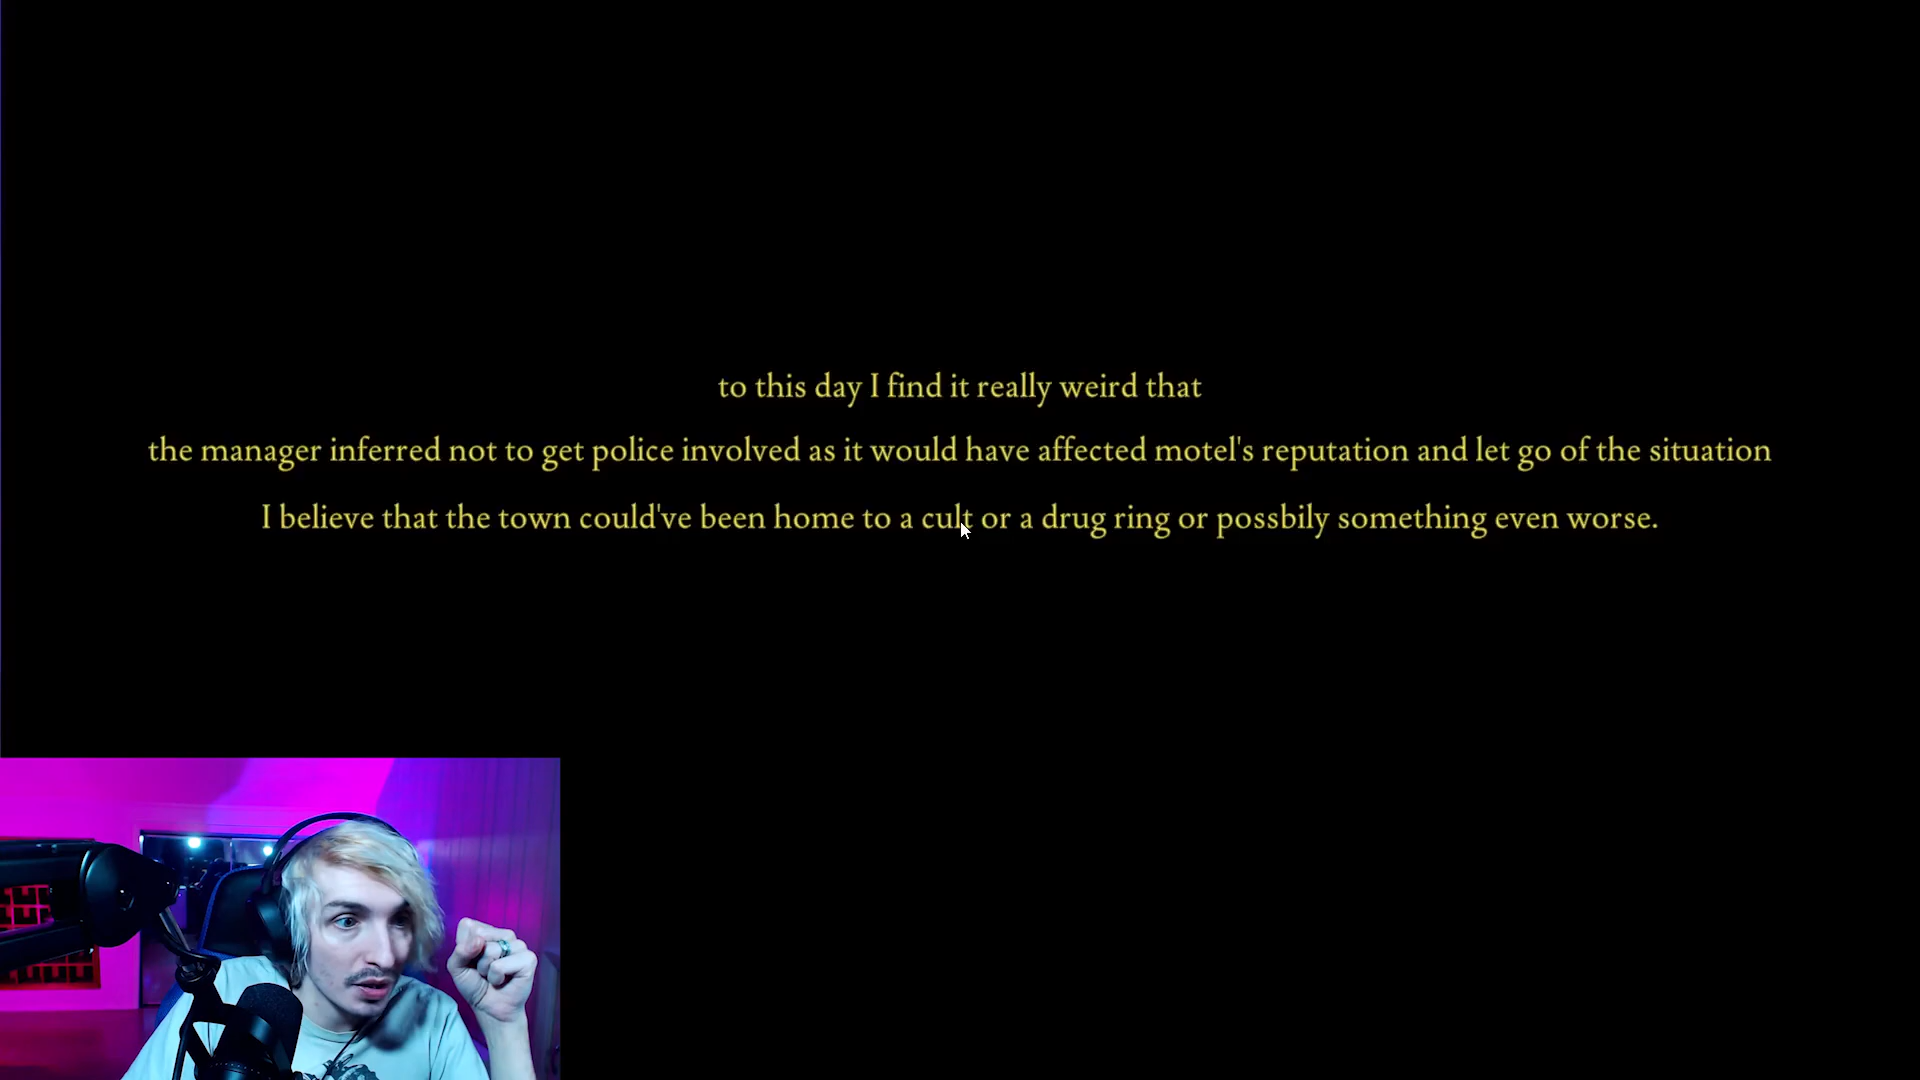 to this day I find it really weird that
the manager inferred not to get police involved as it would have affected motel's reputation and let go of the situation
I believe that the town could've been home to a cult or a drug ring or possbily something even worse.